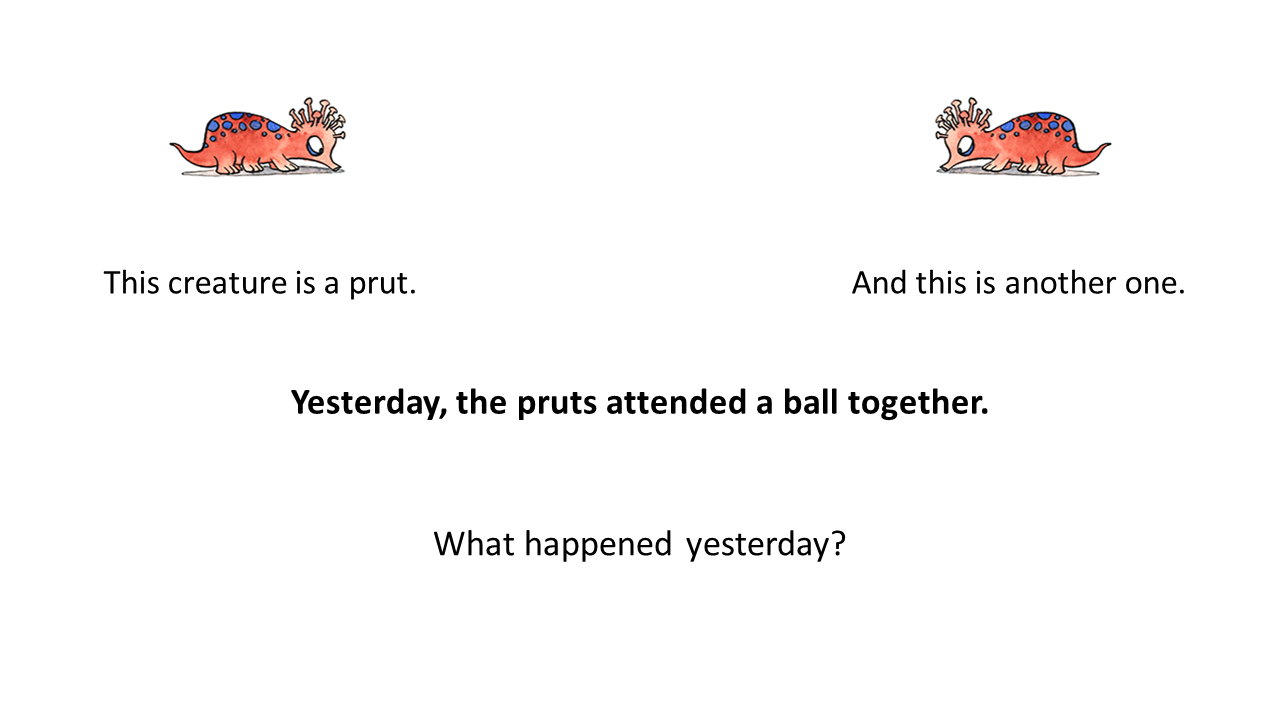 This creature is a prut.
And this is another one.
Yesterday, the pruts attended a ball together.
What happened yesterday?